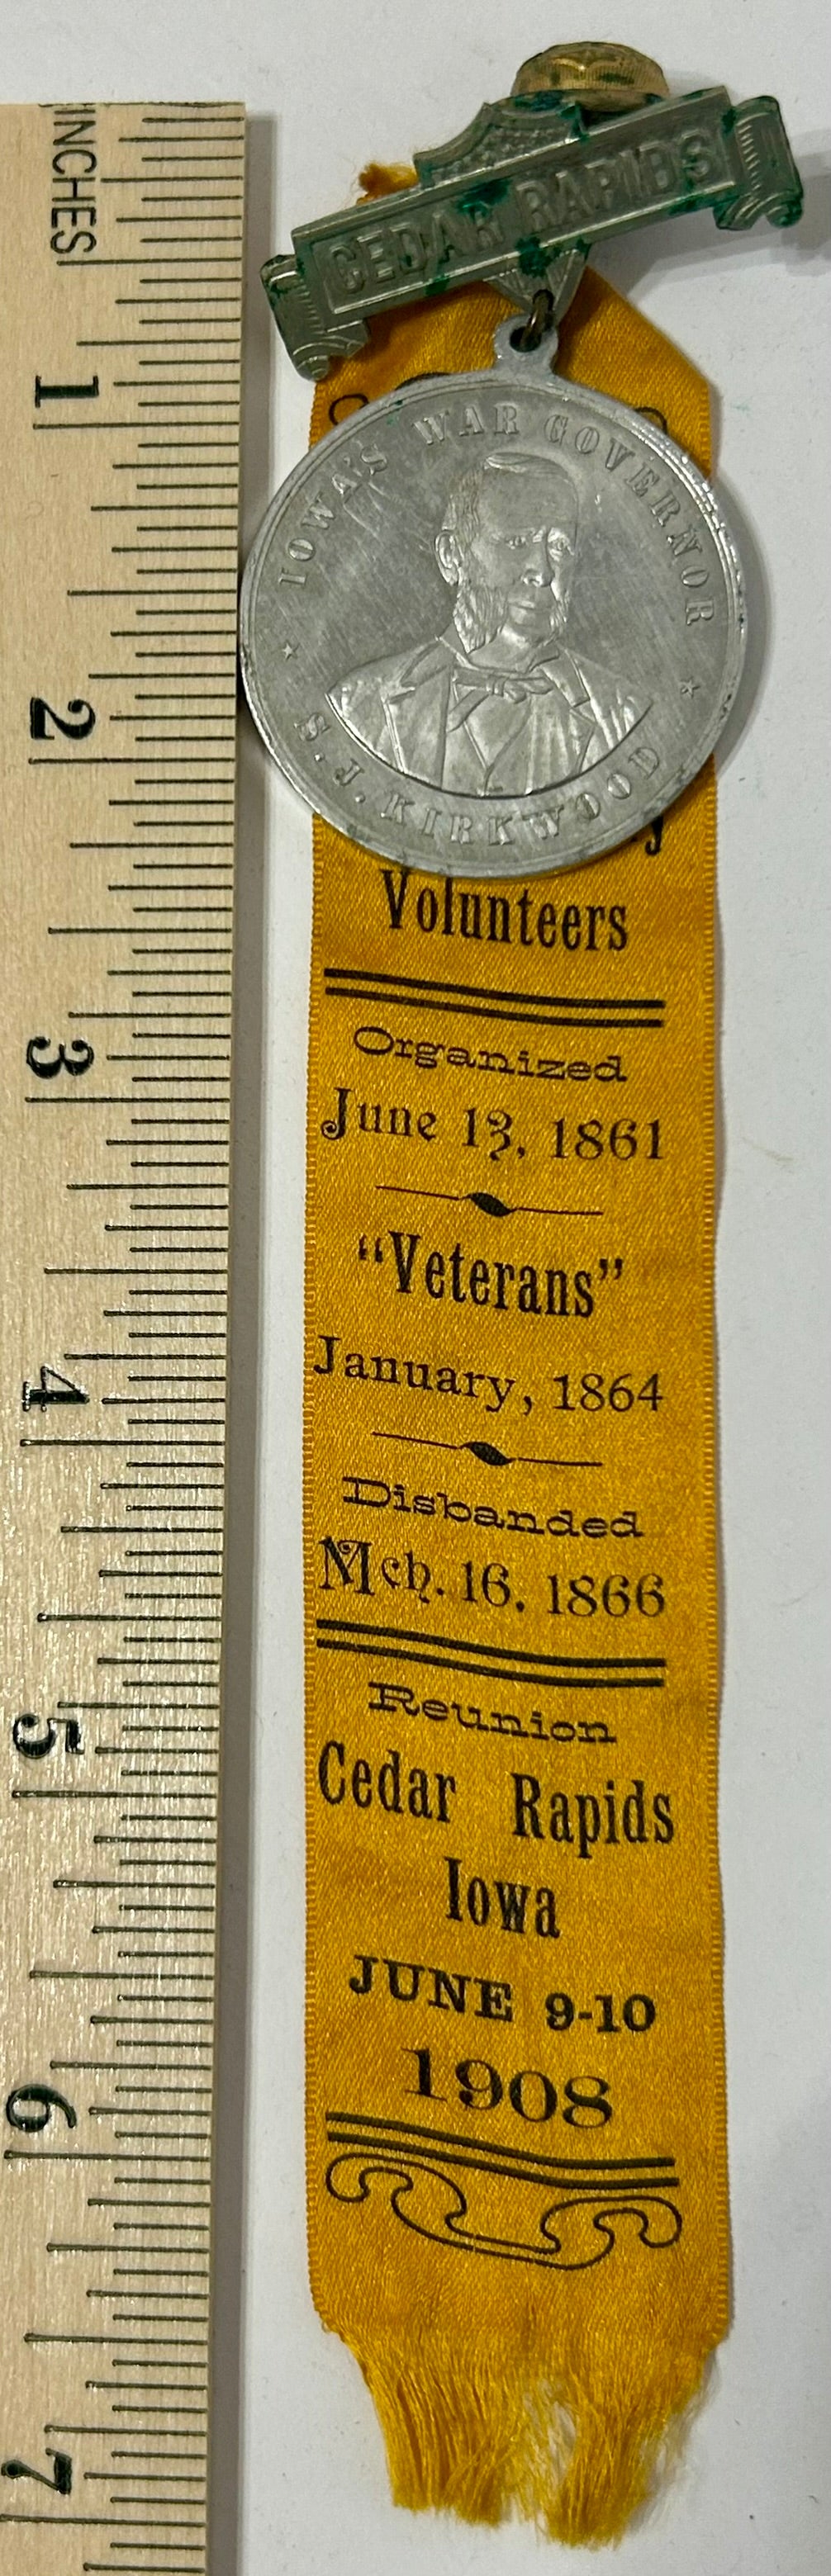 INCHES
1
2
3
4
5
6
7
CEDAR RAPIDS
IOWA'S WAR GOVERNOR
S. J. KIRKWOOD
Volunteers
Organized
June 13, 1861
“Veterans”
January, 1864
Disbanded
Mch. 16, 1866
Reunion
Cedar Rapids
Iowa
JUNE 9-10
1908